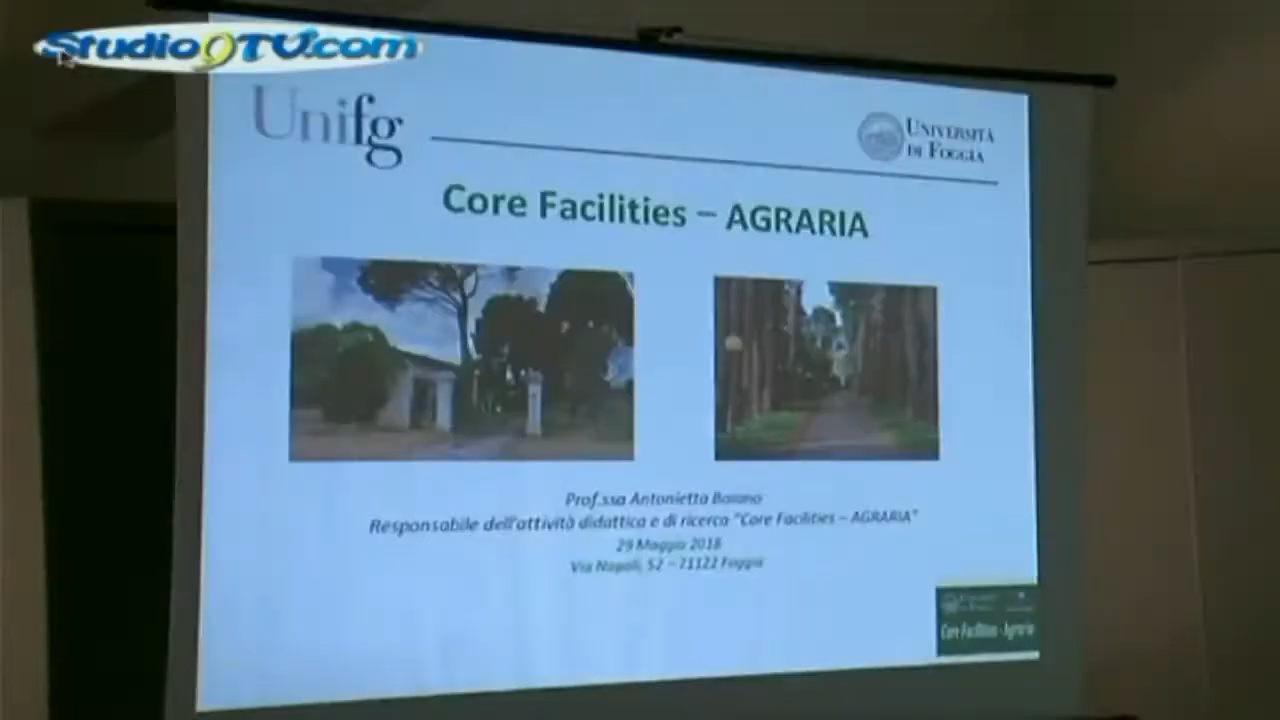 Studio9TV.com
Unifg
UNIVERSITÀ
DI FOGGIA
Core Facilities – AGRARIA
Prof.ssa Antonietta Baiano
Responsabile dell'attività didattica e di ricerca "Core Facilities – AGRARIA"
29 Maggio 2018
Via Napoli, 52 – 71122 Foggia
Core Facilities - Agraria